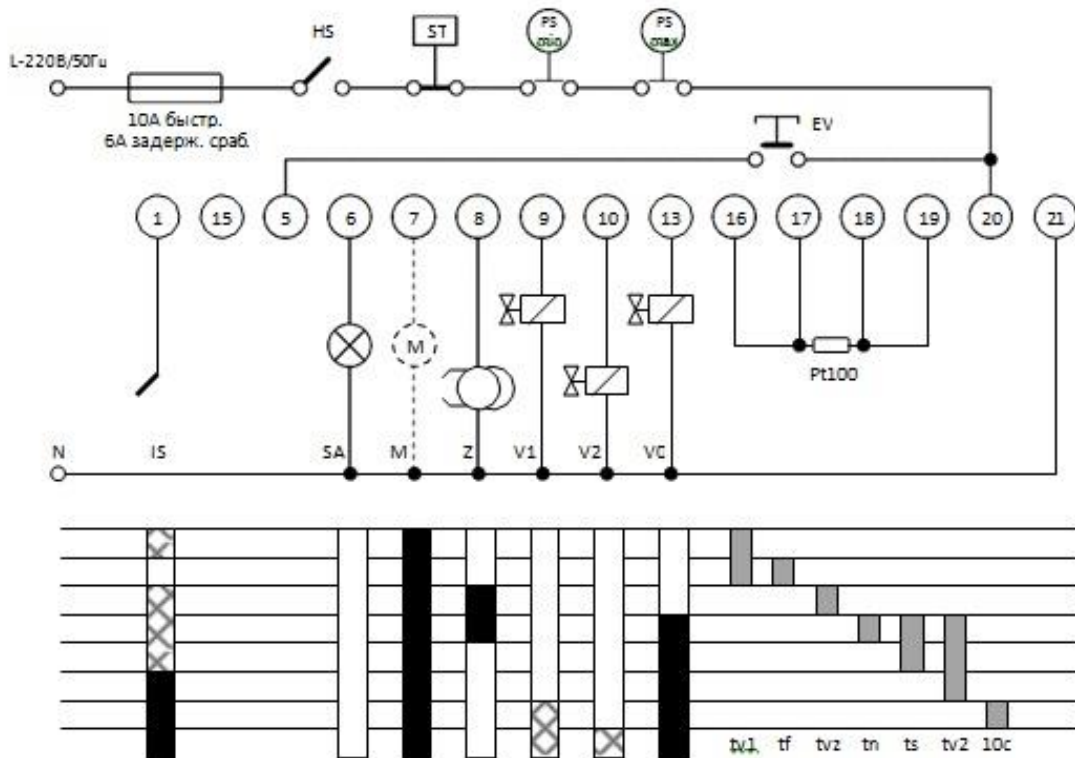 HS
ST
PS
min
PS
max
L-220В/50Гц
10А быстр.
6А задерж. сраб.
EV
1 15 5 6 7 8 9 10 13 16 17 18 19 20 21
M
Pt100
N IS SA M Z V1 V2 VC
tv1 tf tvz tn ts tv2 10с